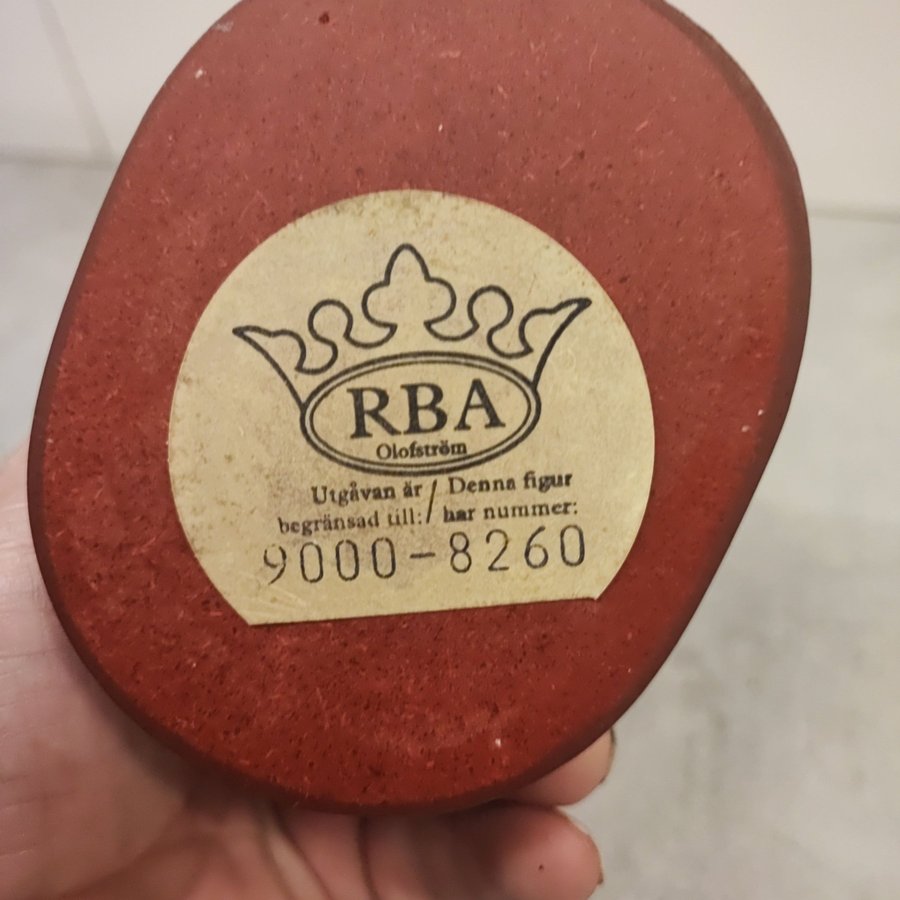 RBA
Olofström
Utgåvan är / Denna figur
begränsad till: / har nummer:
9000-8260